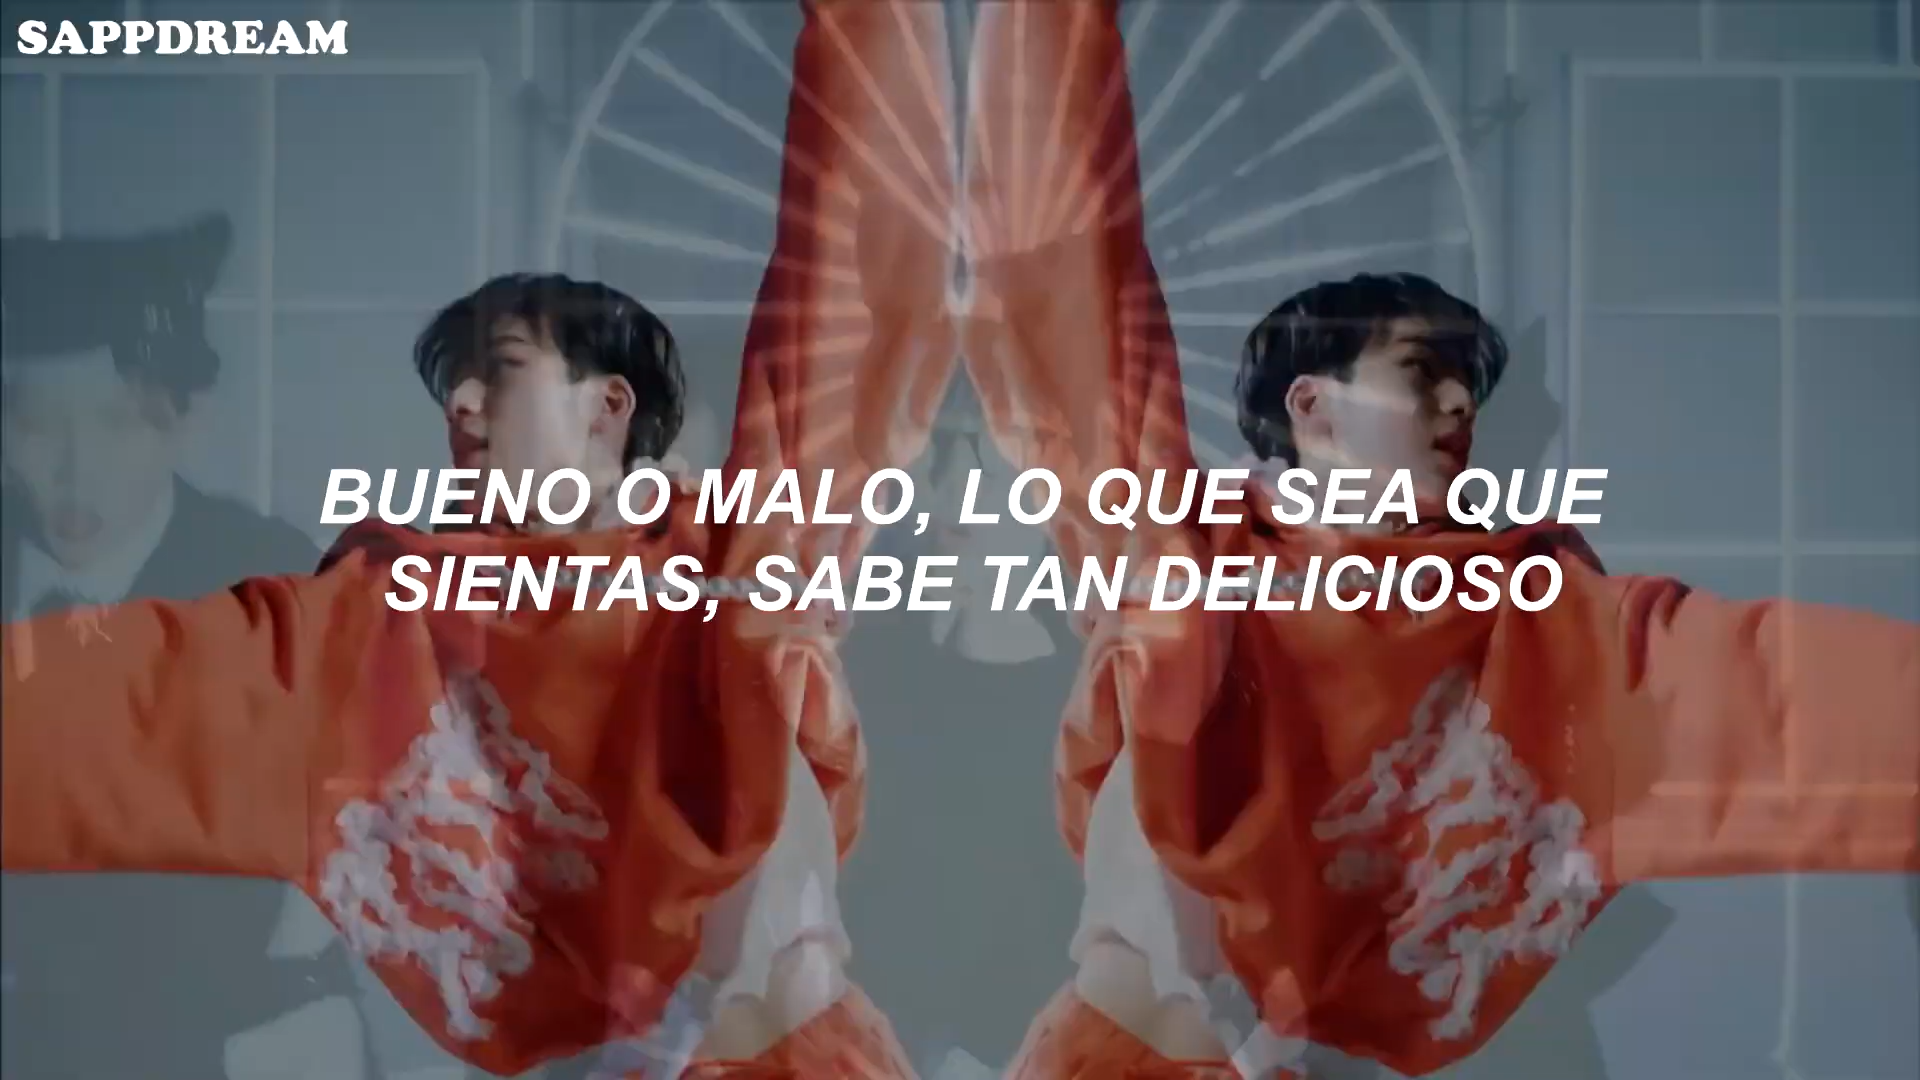 SAPPDREAM
BUENO O MALO, LO QUE SEA QUE
SIENTAS, SABE TAN DELICIOSO